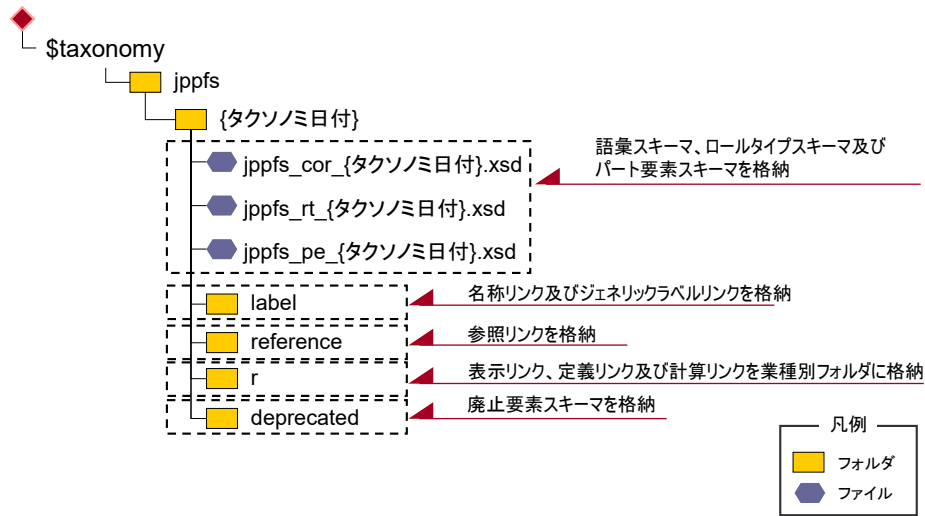 $taxonomy
jppfs
{タクソノミ日付}
jppfs_cor_{タクソノミ日付}.xsd
jppfs_rt_{タクソノミ日付}.xsd
jppfs_pe_{タクソノミ日付}.xsd
語彙スキーマ、ロールタイプスキーマ及び
パート要素スキーマを格納
label
名称リンク及びジェネリックラベルリンクを格納
reference
参照リンクを格納
r
表示リンク、定義リンク及び計算リンクを業種別フォルダに格納
deprecated
廃止要素スキーマを格納
凡例
フォルダ
ファイル